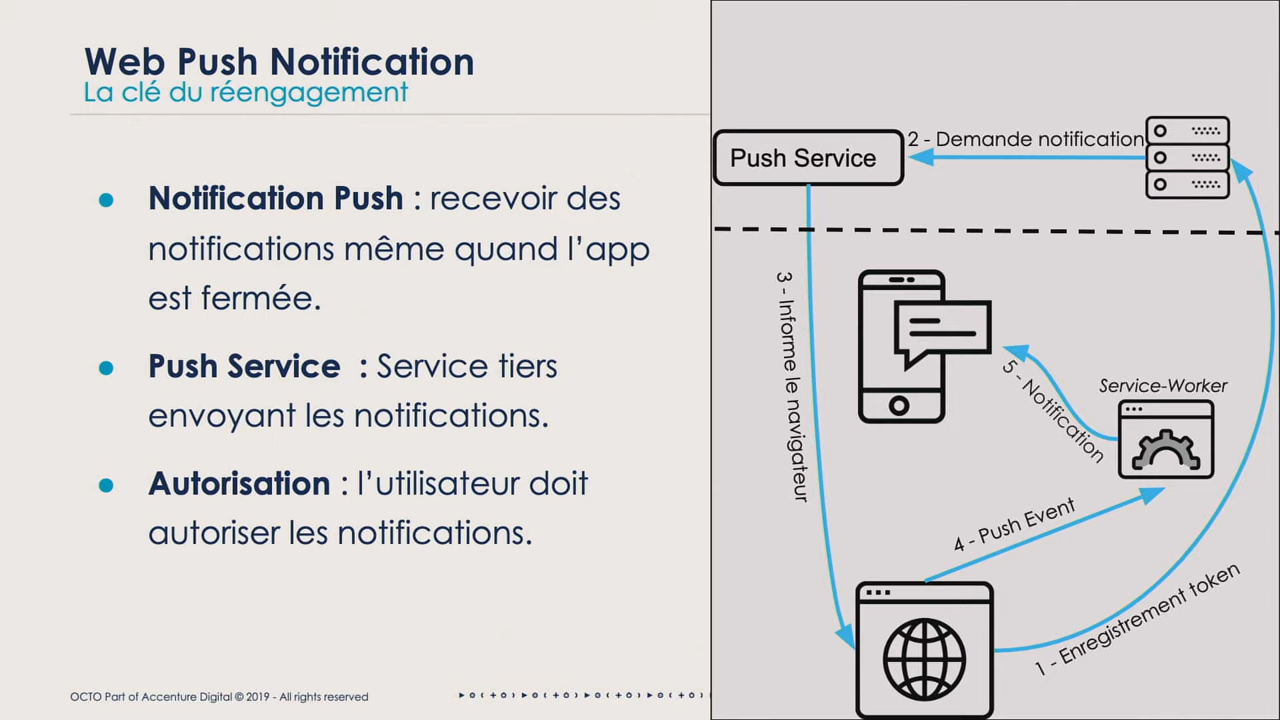 Web Push Notification
La clé du réengagement
● Notification Push : recevoir des
notifications même quand l’app
est fermée.
● Push Service  : Service tiers
envoyant les notifications.
● Autorisation : l’utilisateur doit
autoriser les notifications.
OCTO Part of Accenture Digital © 2019 - All rights reserved
Push Service
2 - Demande notification
3 - Informe le navigateur
Service-Worker
5 - Notification
4 - Push Event
1 - Enregistrement token